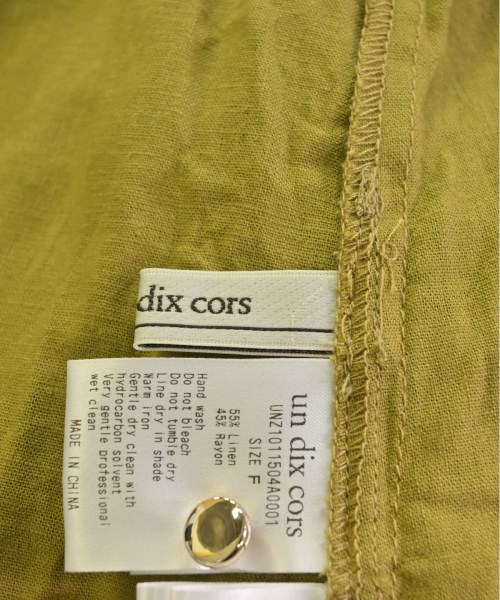 dix cors
un dix cors
UNZ1011504A0001
SIZE F
55% Linen
45% Rayon
Hand wash
Do not bleach
Do not tumble dry
Line dry in shade
Warm iron
Gentle dry clean with
hydrocarbon solvent
Very gentle professional
wet clean
MADE IN CHINA